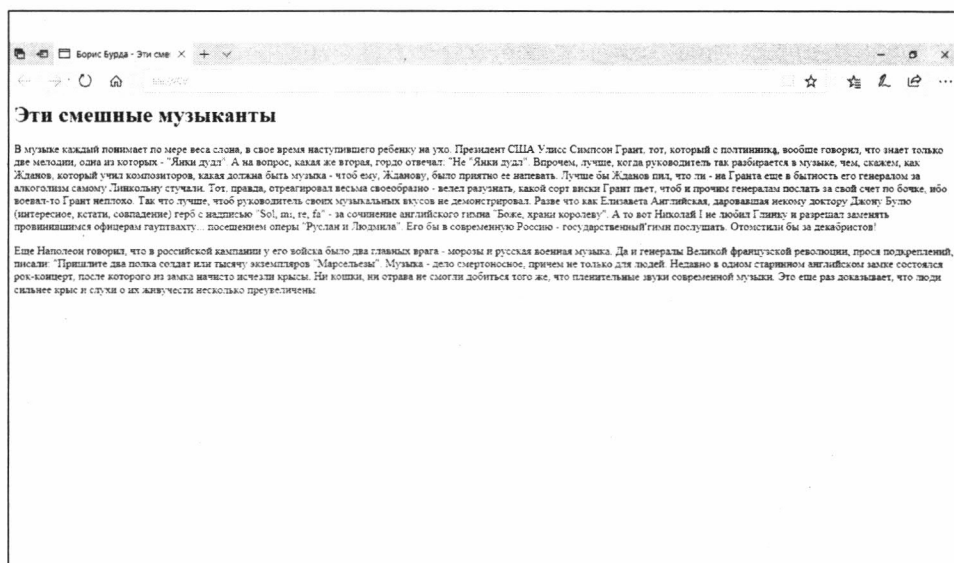 Борис Бурда - Эти сме
Эти смешные музыканты
В музыке каждый понимает по мере веса слона, в свое время наступившего ребенку на ухо. Президент США Улисс Симпсон Грант, тот, который с полтинника, вообще говорил, что знает только
две мелодии, одна из которых - "Янки дудл". А на вопрос, какая же вторая, гордо отвечал: "Не "Янки дудл". Впрочем, лучше, когда руководитель так разбирается в музыке, чем, скажем, как
Жданов, который учил композиторов, какая должна быть музыка - чтоб ему, Жданову, было приятно ее напевать. Лучше бы Жданов пил, что ли - на Гранта еще в бытность его генералом за
алкоголизм самому Линкольну стучали. Тот, правда, отреагировал весьма своеобразно - велел разузнать, какой сорт виски Грант пьет, чтоб и прочим генералам послать за свой счет по бочке, ибо
воевал-то Грант неплохо. Так что лучше, чтоб руководитель своих музыкальных вкусов не демонстрировал. Разве что как Елизавета Английская, даровавшая некому доктору Джону Булю
(интересное, кстати, совпадение) герб с надписью "Sol, mi, re, fa" - за сочинение английского гимна "Боже, храни королеву". А то вот Николай I не любил Глинку и разрешал заменять
провинившимся офицерам гауптвахту... посещением оперы "Руслан и Людмила". Его бы в современную Россию - государственный гимн послушать. Отомстили бы за декабристов!
Еще Наполеон говорил, что в российской кампании у его войска было два главных врага - морозы и русская военная музыка. Да и генералы Великой французской революции, прося подкреплений,
писали: "Пришлите два полка солдат или тысячу экземпляров "Марсельезы". Музыка - дело смертоносное, причем не только для людей. Недавно в одном старинном английском замке состоялся
рок-концерт, после которого из замка начисто исчезли крысы. Ни кошки, ни отрава не смогли добиться того же, что пленительные звуки современной музыки. Это еще раз доказывает, что люди
сильнее крыс и слухи о их живучести несколько преувеличены